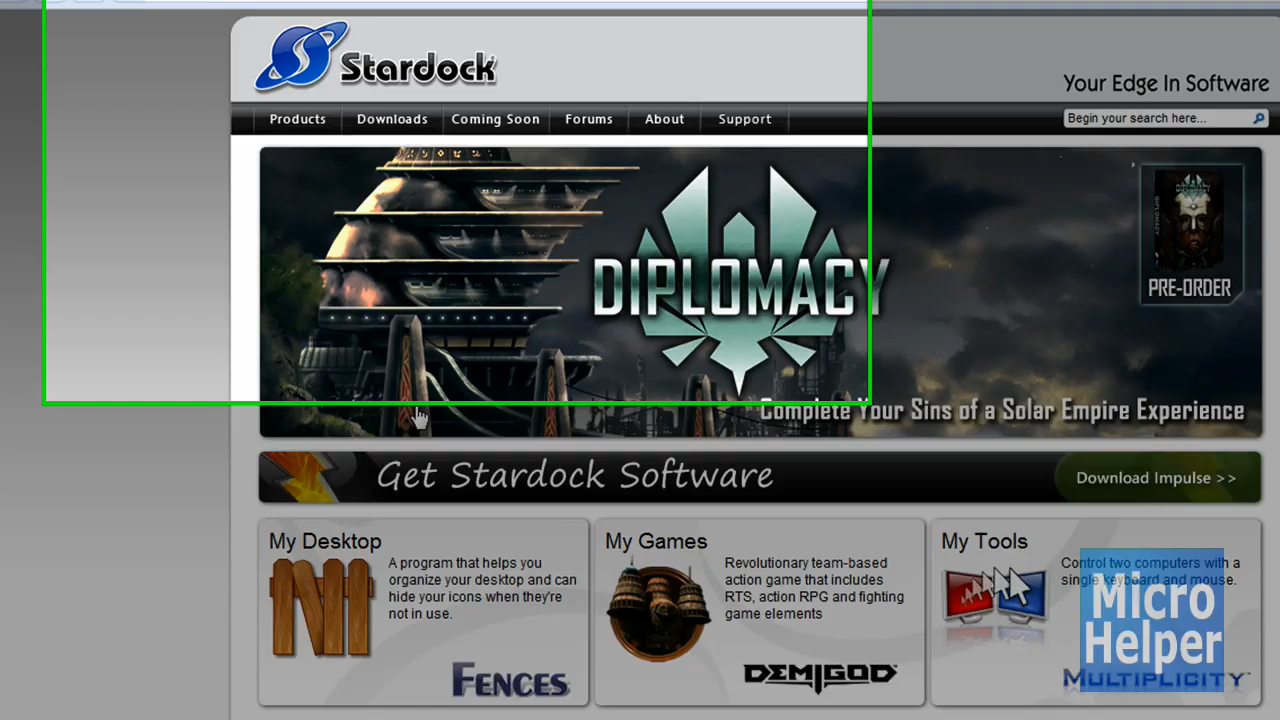 Stardock
Your Edge In Software
Products Downloads Coming Soon Forums About Support
Begin your search here...
DIPLOMACY
DIPLOMACY
PRE-ORDER
Complete Your Sins of a Solar Empire Experience
Get Stardock Software
Download Impulse >>
My Desktop
A program that helps you
organize your desktop and can
hide your icons when they're
not in use.
FENCES
My Games
Revolutionary team-based
action game that includes
RTS, action RPG and fighting
game elements
DEMIGOD
My Tools
Control two computers with a
single keyboard and mouse.
MULTIPLICITY
Micro
Helper